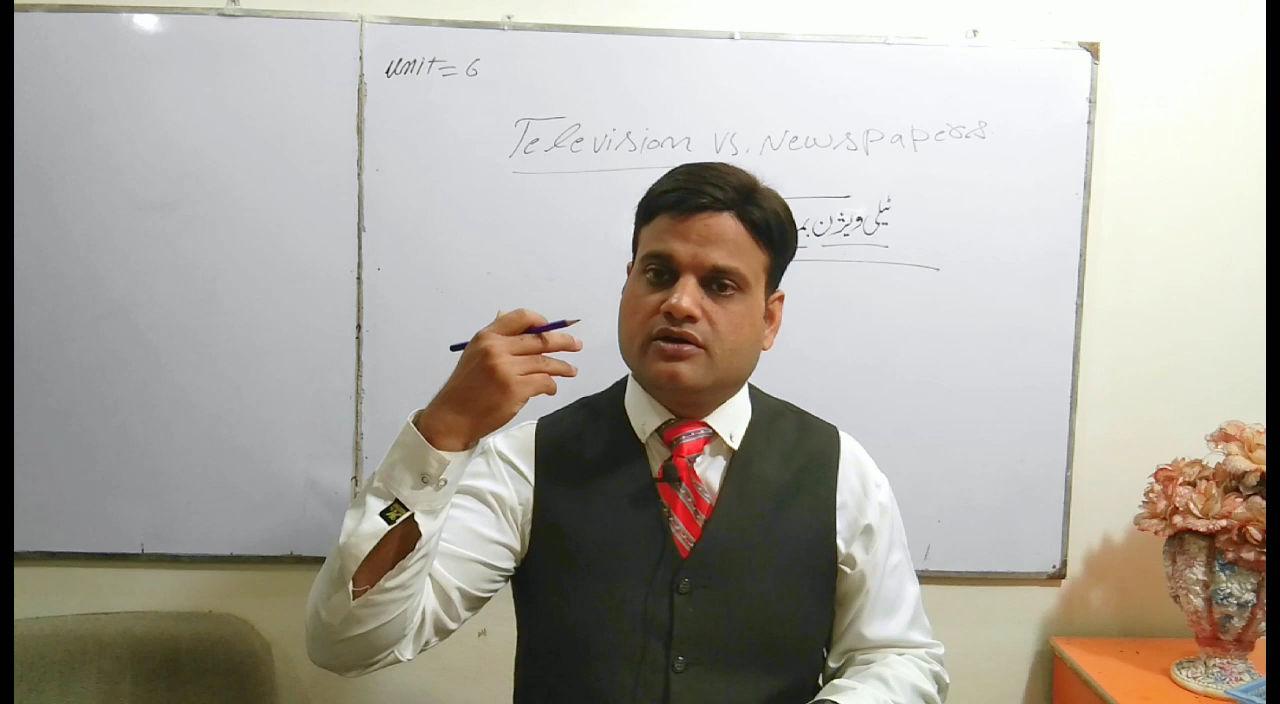 unit = 6
Television vs. Newspapers
ٹیلی ویژن